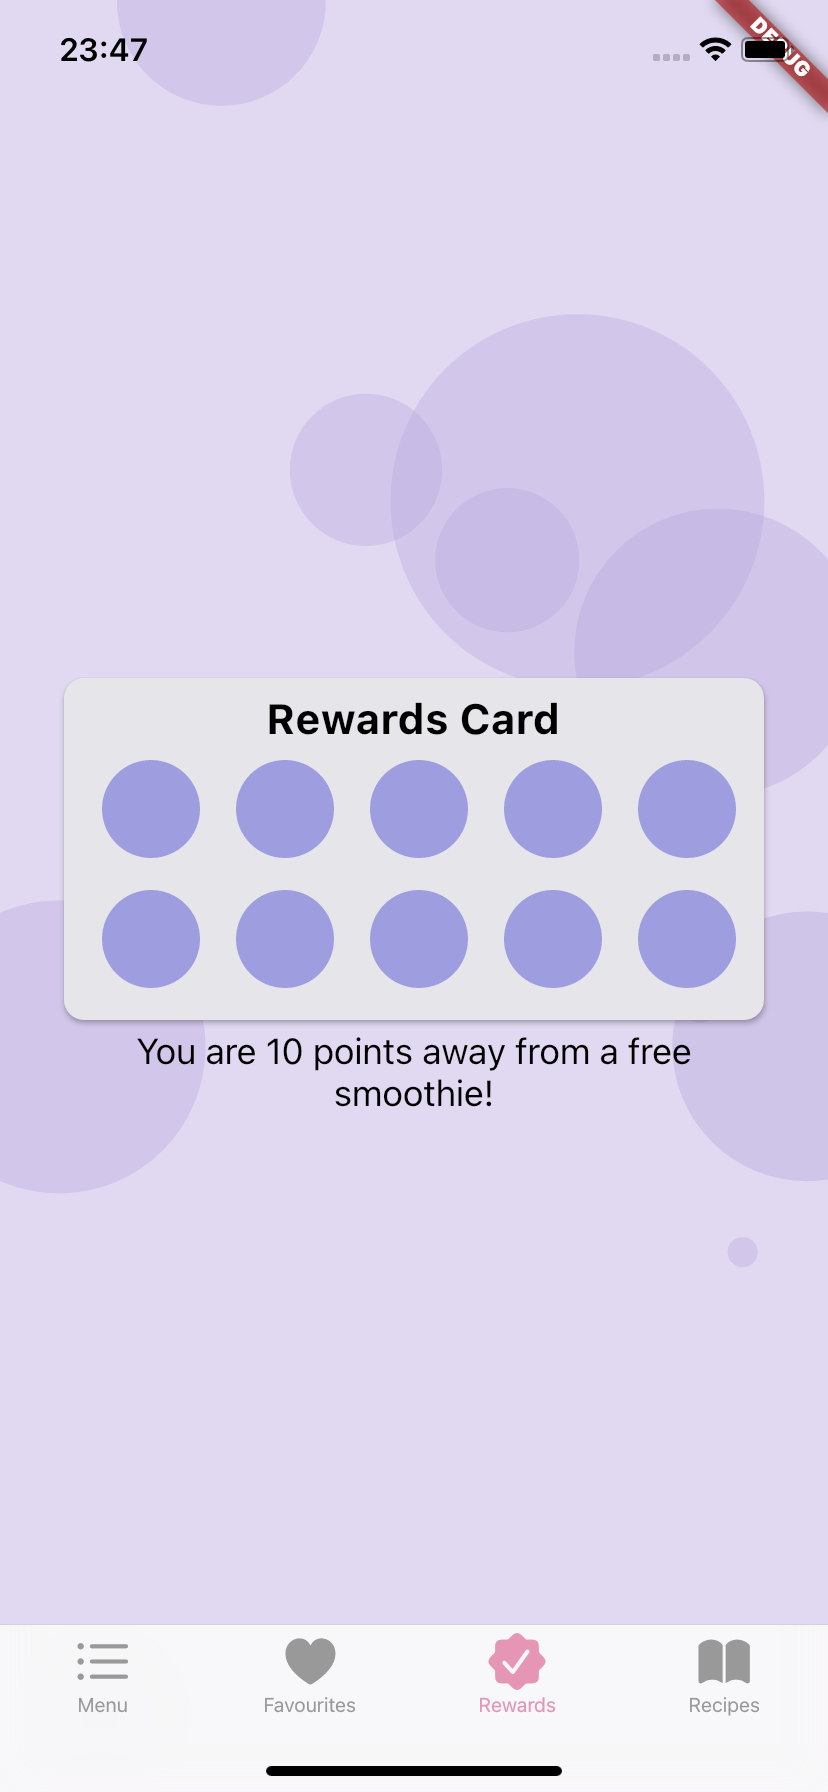 23:47
DEBUG
Rewards Card
You are 10 points away from a free
smoothie!
Menu
Favourites
Rewards
Recipes